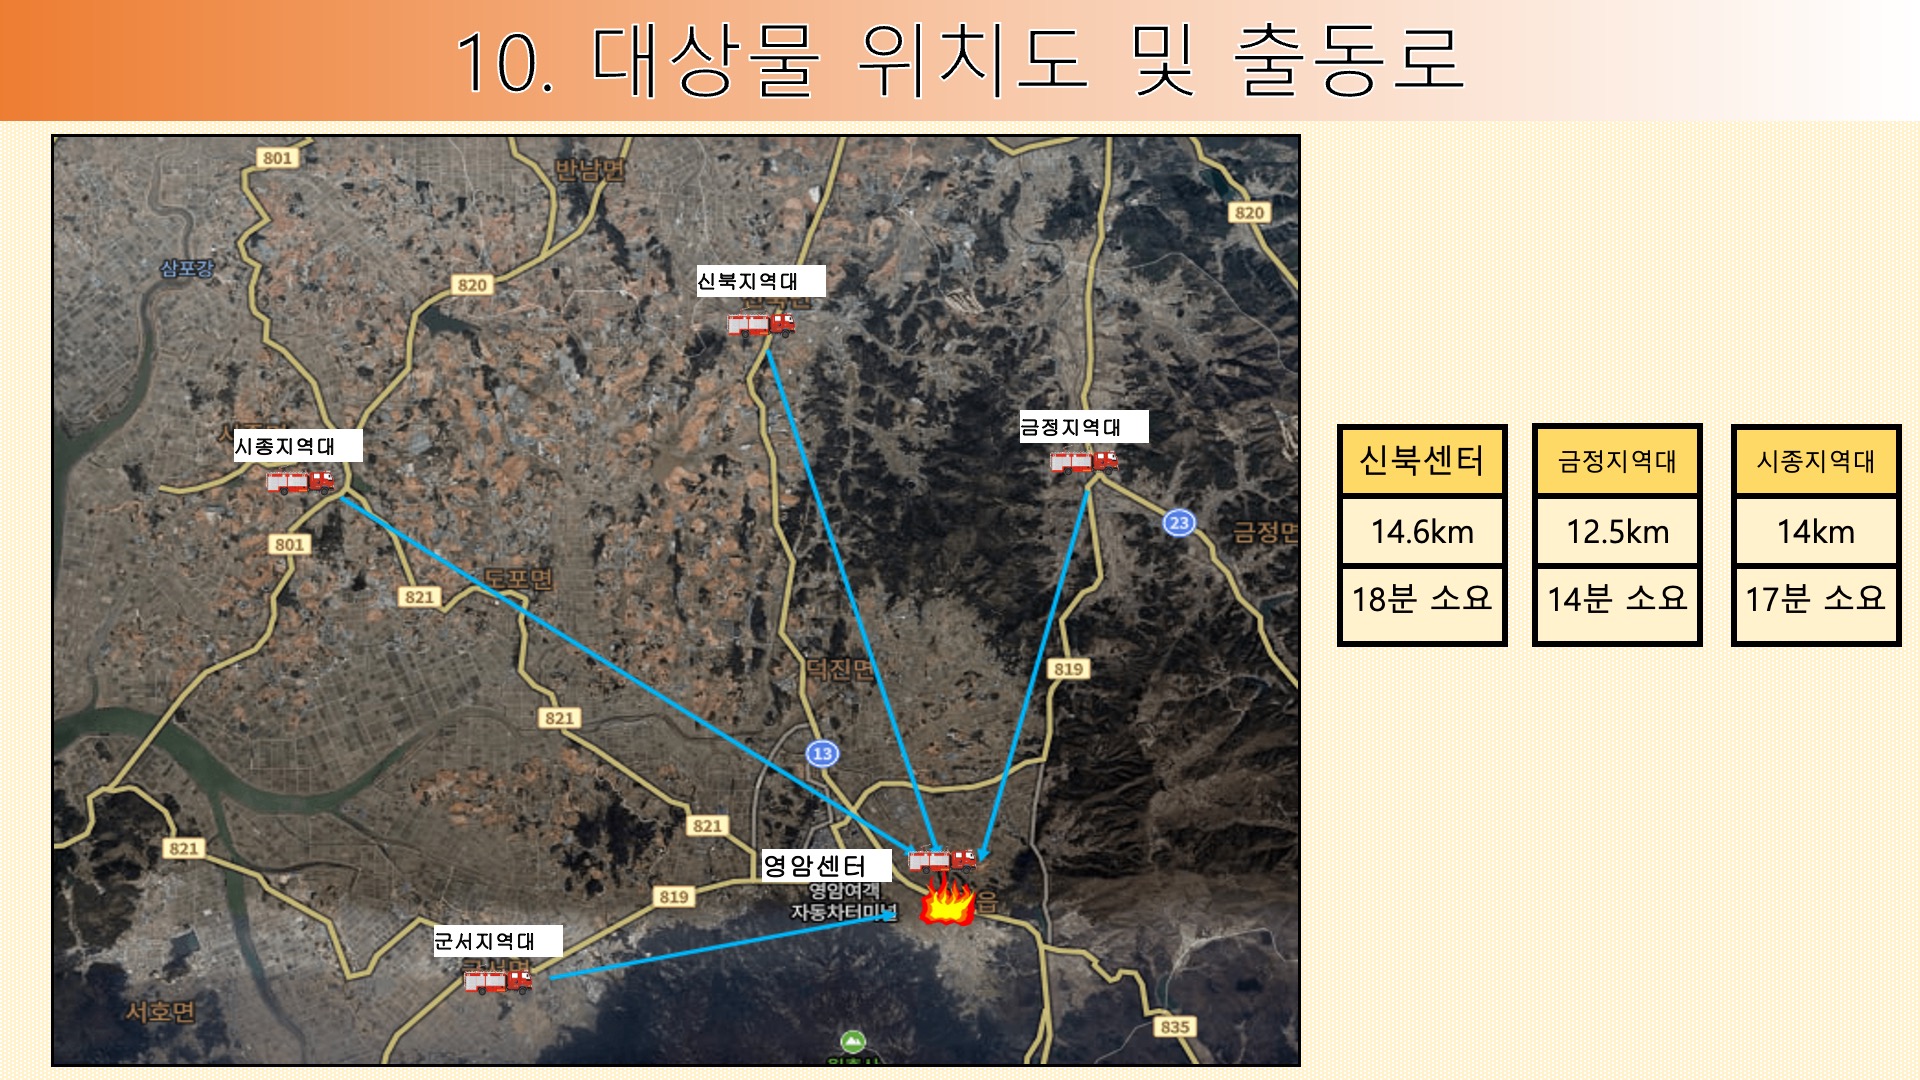 10. 대상물 위치도 및 출동로
801
반남면
820
삼포강
820
신북지역대
시종지역대
금정지역대
23
금정면
801
821
도포면
덕진면
819
821
13
821
821
영암센터
영암여객
자동차터미널
읍
819
군서지역대
서호면
835
신북센터
14.6km
18분 소요
금정지역대
12.5km
14분 소요
시종지역대
14km
17분 소요